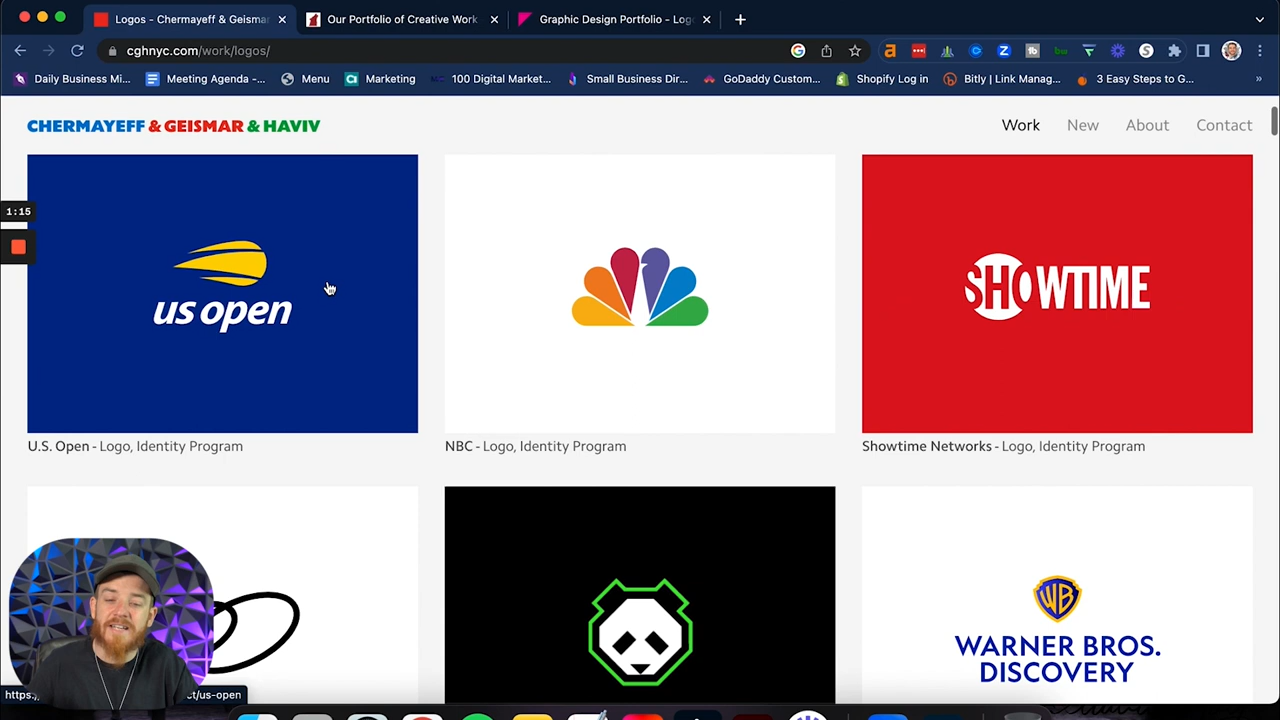 Logos - Chermayeff & Geismar
Our Portfolio of Creative Work
Graphic Design Portfolio - Log
cghnyc.com/work/logos/
Daily Business Mi...
Meeting Agenda -...
Menu
Marketing
100 Digital Market...
Small Business Dir...
GoDaddy Custom...
Shopify Log in
Bitly | Link Manag...
3 Easy Steps to G...
CHERMAYEFF & GEISMAR & HAVIV
Work
New
About
Contact
1:15
us open
SHOWTIME
U.S. Open - Logo, Identity Program
NBC - Logo, Identity Program
Showtime Networks - Logo, Identity Program
WB
WARNER BROS.
DISCOVERY
https:
ct/us-open